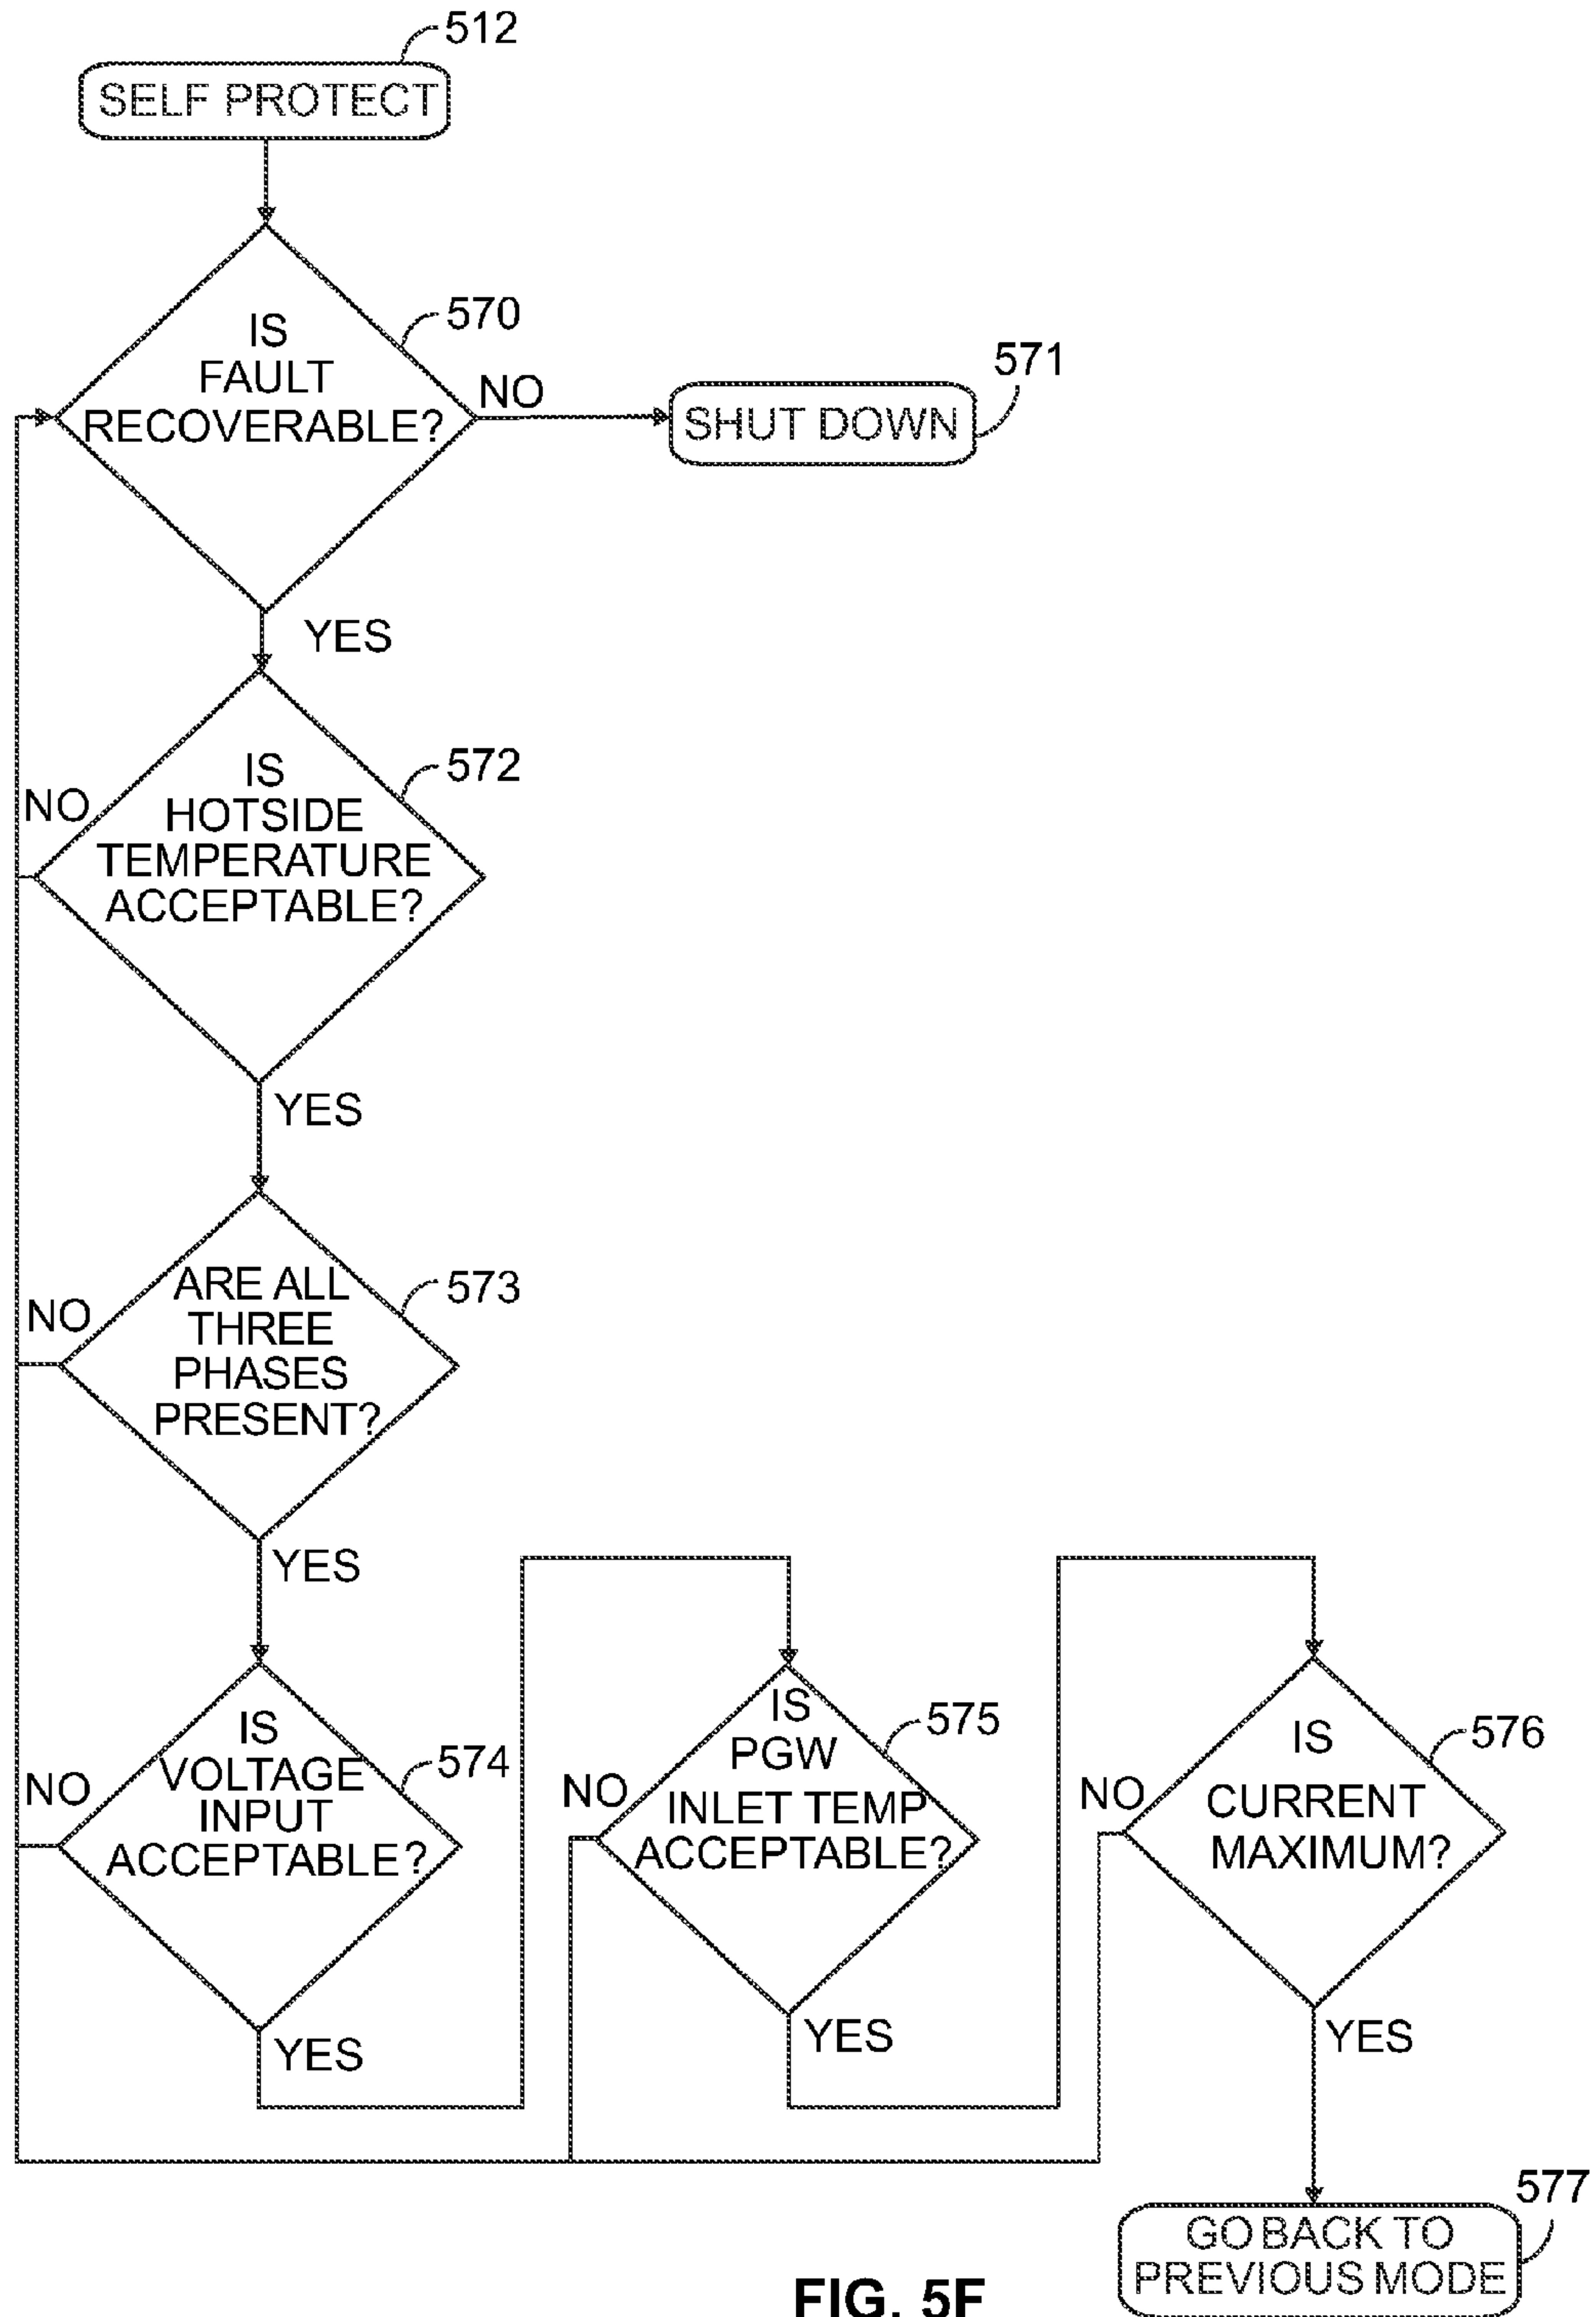 512
SELF PROTECT
570
IS
FAULT
RECOVERABLE?
NO
571
SHUT DOWN
YES
572
IS
HOTSIDE
TEMPERATURE
ACCEPTABLE?
NO
YES
573
ARE ALL
THREE
PHASES
PRESENT?
NO
YES
574
IS
VOLTAGE
INPUT
ACCEPTABLE?
NO
YES
575
IS
PGW
INLET TEMP
ACCEPTABLE?
NO
YES
576
IS
CURRENT
MAXIMUM?
NO
YES
577
GO BACK TO
PREVIOUS MODE
FIG. 5F